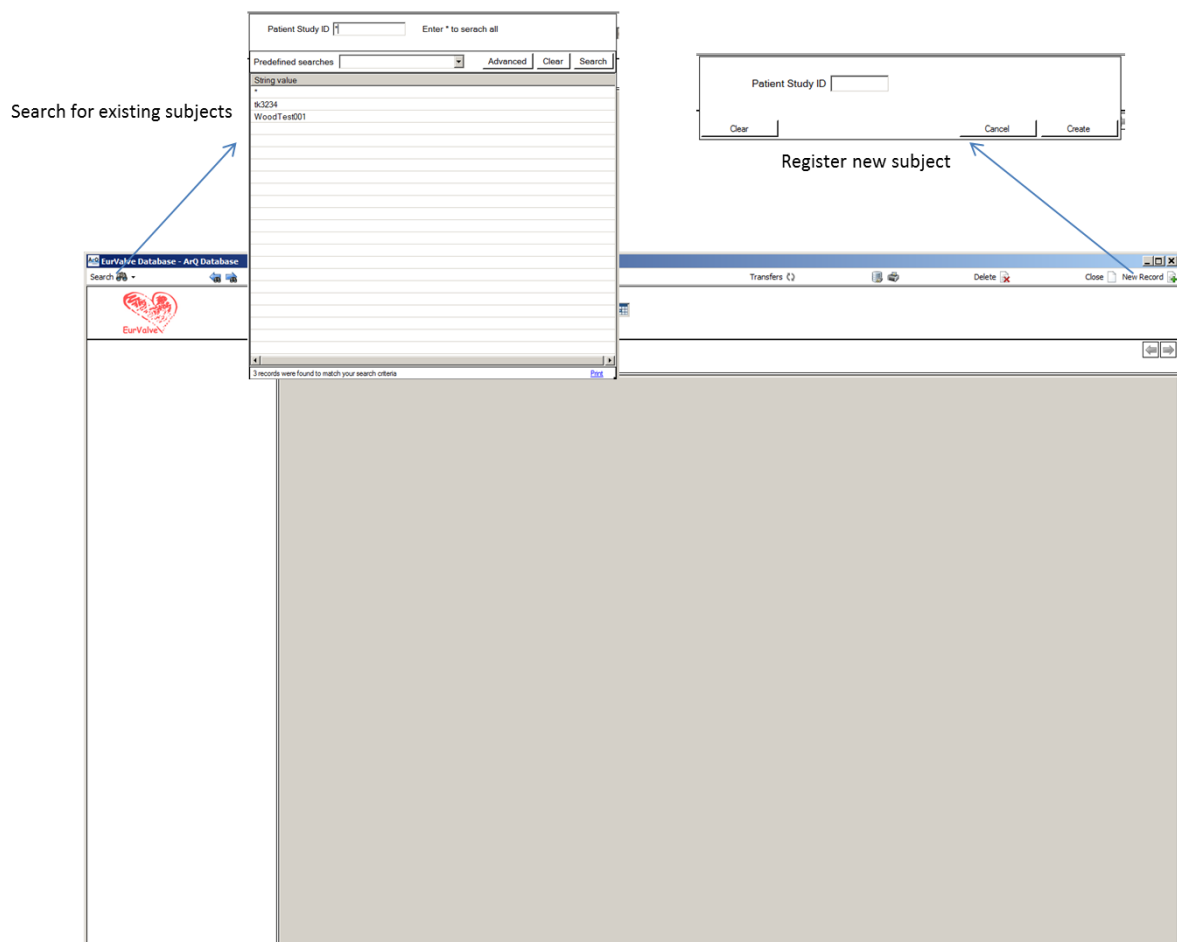 Patient Study ID * Enter * to serach all
Predefined searches Advanced Clear Search
String value
*
tk3234
WoodTest001
3 records were found to match your search criteria Print
Search for existing subjects
Patient Study ID
Clear Cancel Create
Register new subject
ArQ EurValve Database - ArQ Database
Search Transfers Delete Close New Record
EurValve